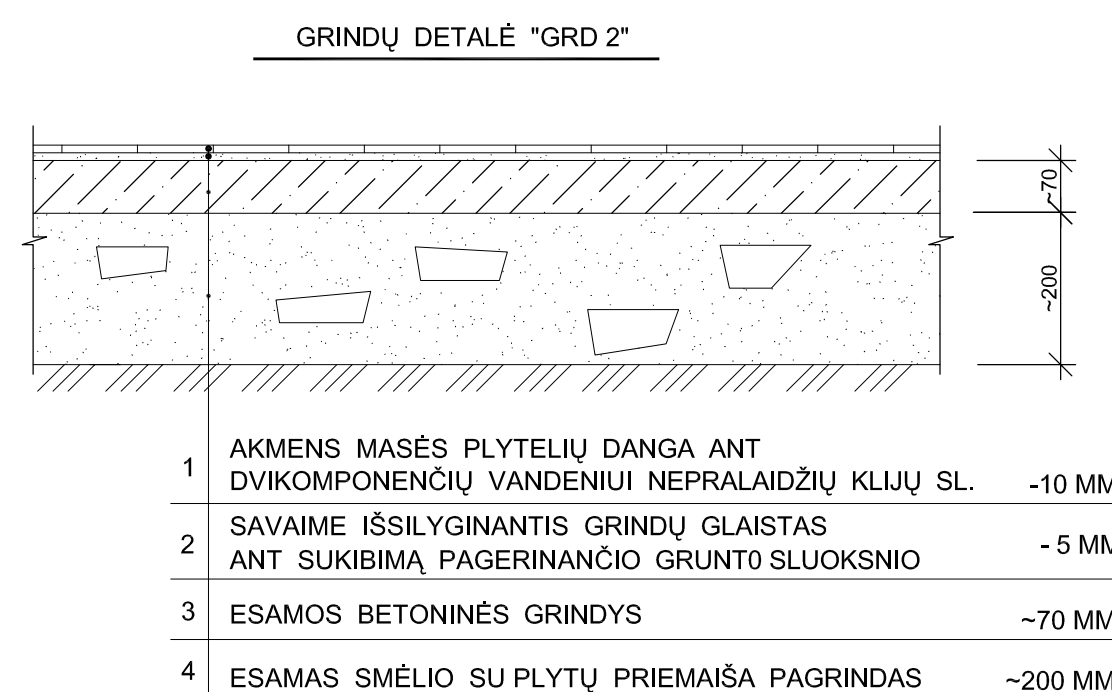 GRINDŲ DETALĖ "GRD 2"
~70
~200
1 AKMENS MASĖS PLYTELIŲ DANGA ANT
DVIKOMPONENČIŲ VANDENIUI NEPRALAIDŽIŲ KLIJŲ SL. -10 MM
2 SAVAIME IŠSILYGINANTIS GRINDŲ GLAISTAS
ANT SUKIBIMĄ PAGERINANČIO GRUNT0 SLUOKSNIO - 5 MM
3 ESAMOS BETONINĖS GRINDYS ~70 MM
4 ESAMAS SMĖLIO SU PLYTŲ PRIEMAIŠA PAGRINDAS ~200 MM